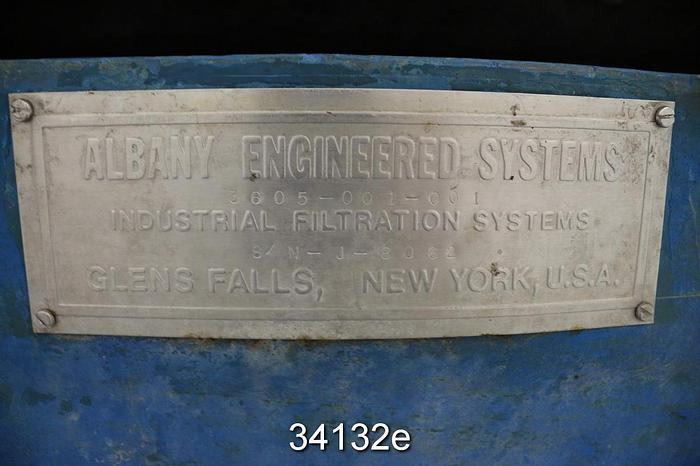 ALBANY ENGINEERED SYSTEMS
3605-001-001
INDUSTRIAL FILTRATION SYSTEMS
GLENS FALLS, NEW YORK, U.S.A.
34132e